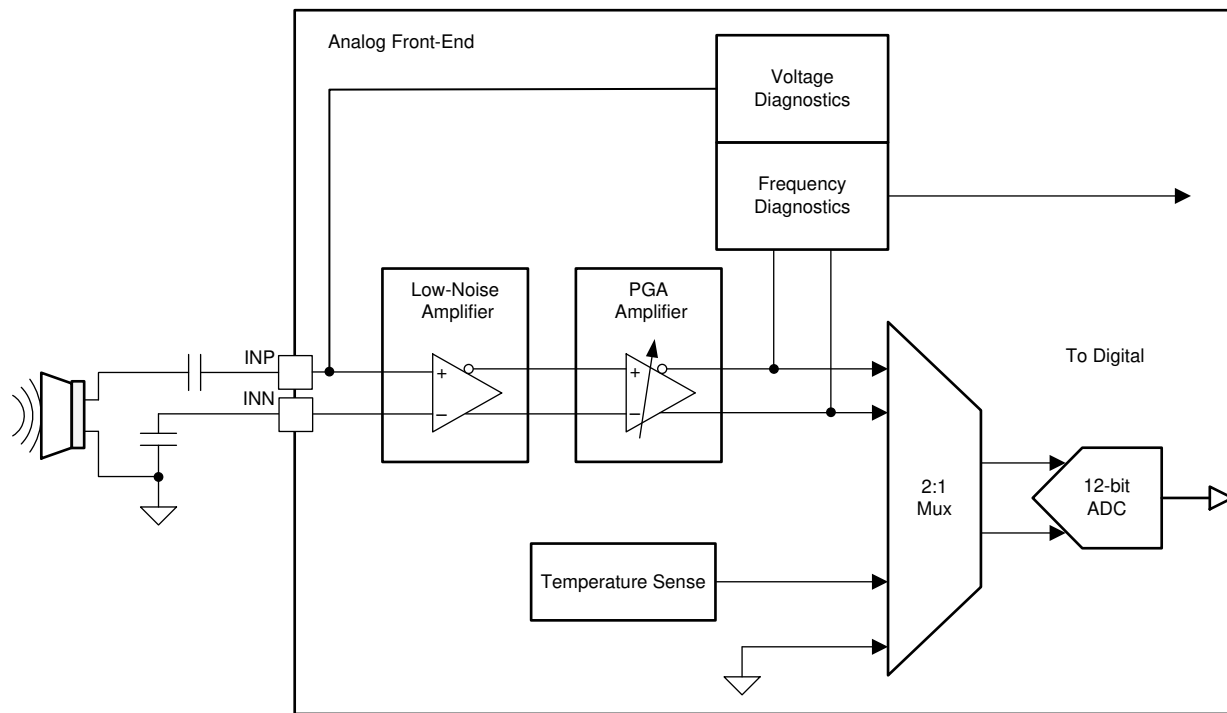 Analog Front-End
Voltage
Diagnostics
Frequency
Diagnostics
Low-Noise
Amplifier
PGA
Amplifier
INP
INN
+
−
+
−
To Digital
2:1
Mux
12-bit
ADC
Temperature Sense